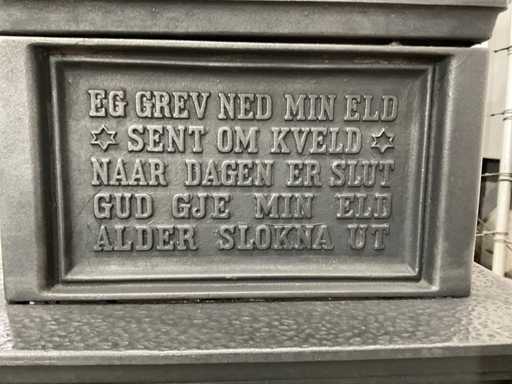 EG GREV NED MIN ELD
✡ SENT OM KVELD ✡
NAAR DAGEN ER SLUT
GUD GJE MIN ELD
ALDER SLOKNA UT